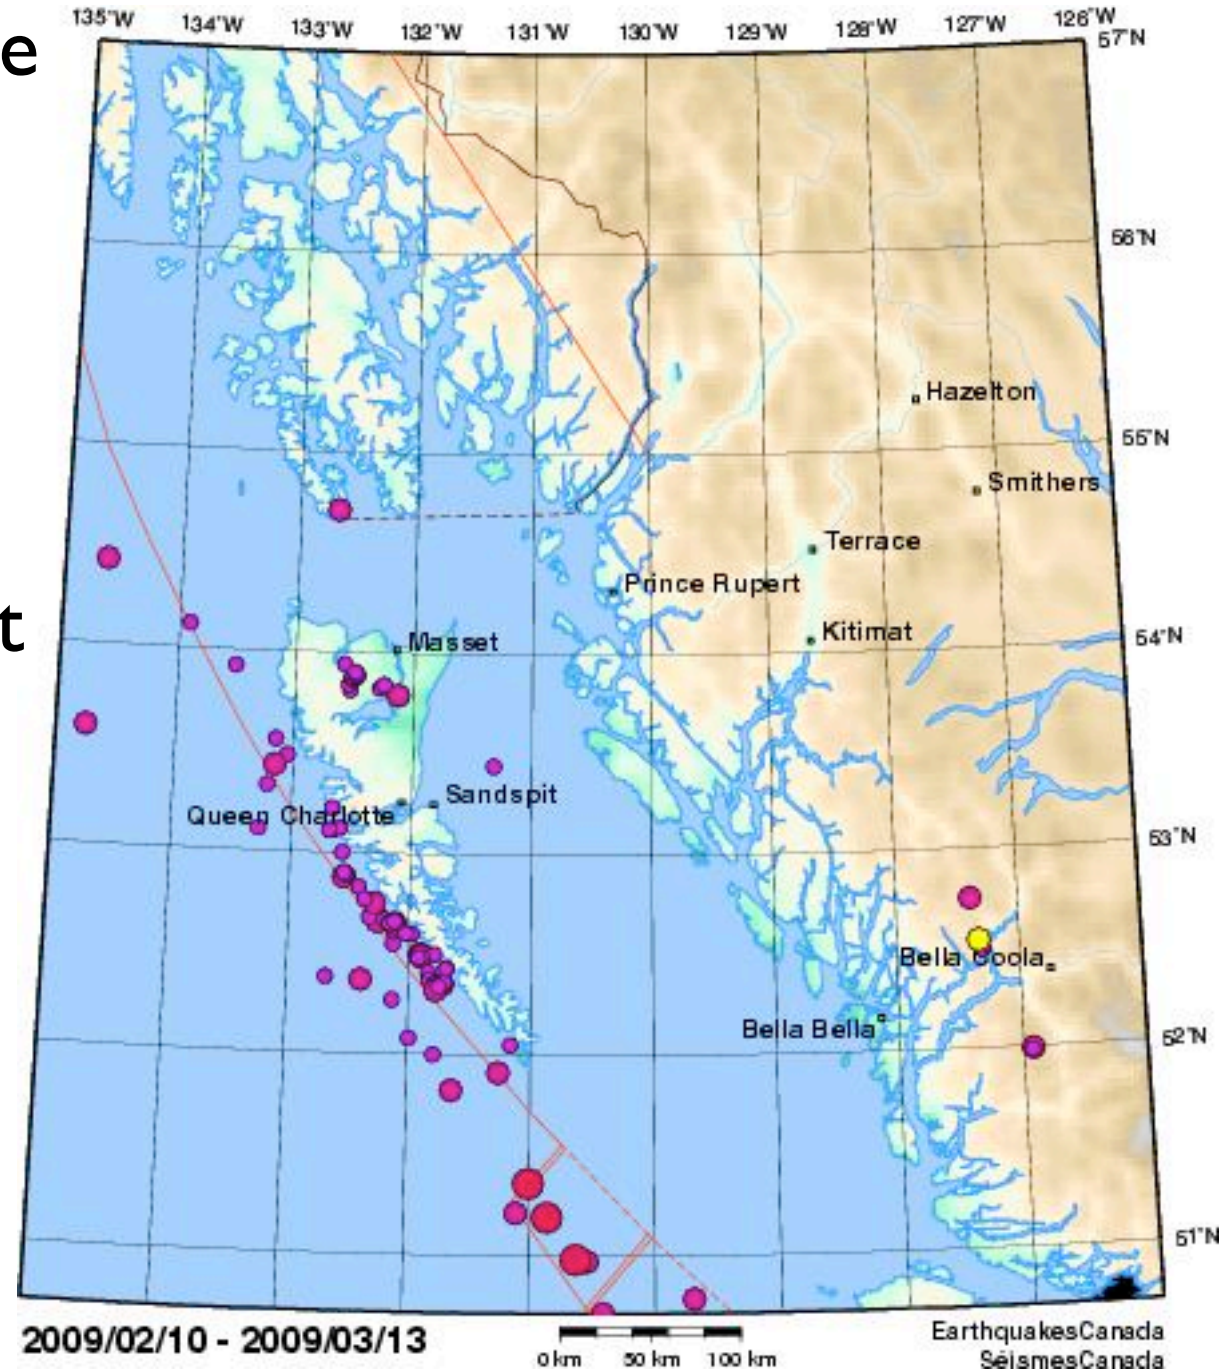 135°W 134°W 133°W 132°W 131°W 130°W 129°W 128°W 127°W 126°W
57°N
e
56°N
Hazelton
55°N
Smithers
Terrace
Prince Rupert
t
Kitimat
54°N
Masset
Sandspit
Queen Charlotte
53°N
Bella Coola
Bella Bella
52°N
51°N
2009/02/10 - 2009/03/13
EarthquakesCanada
SéismesCanada
0 km 50 km 100 km